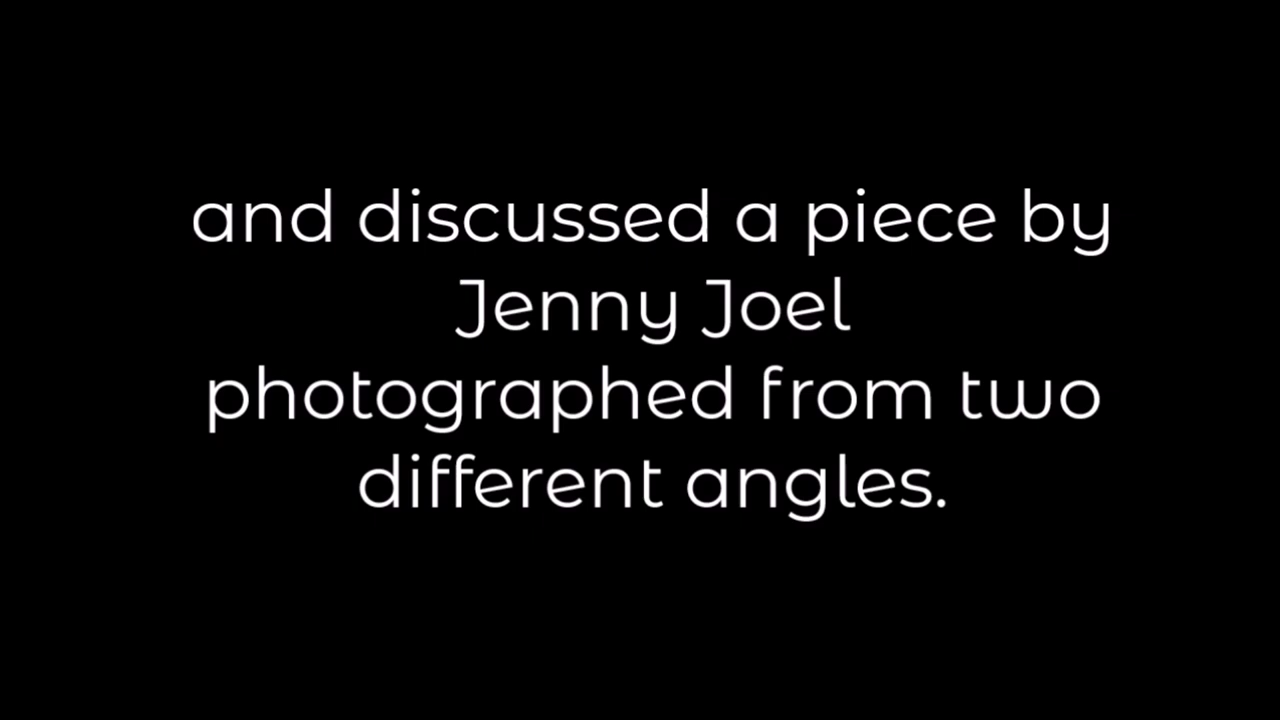 and discussed a piece by
Jenny Joel
photographed from two
different angles.